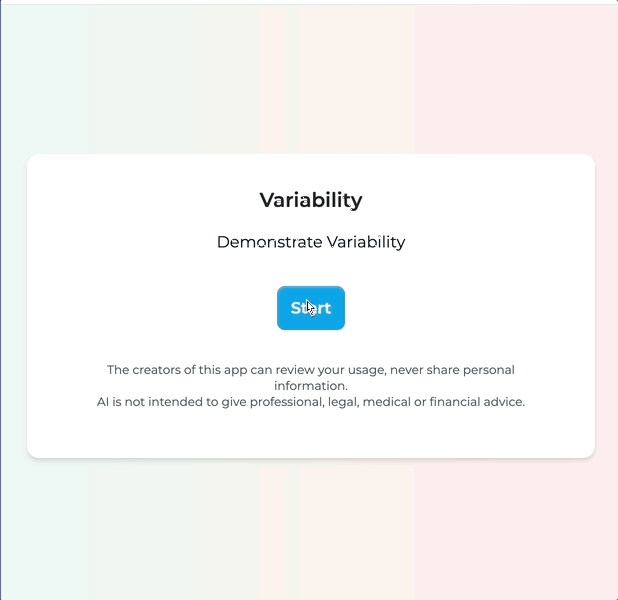 Variability
Demonstrate Variability
Start
The creators of this app can review your usage, never share personal
information.
AI is not intended to give professional, legal, medical or financial advice.